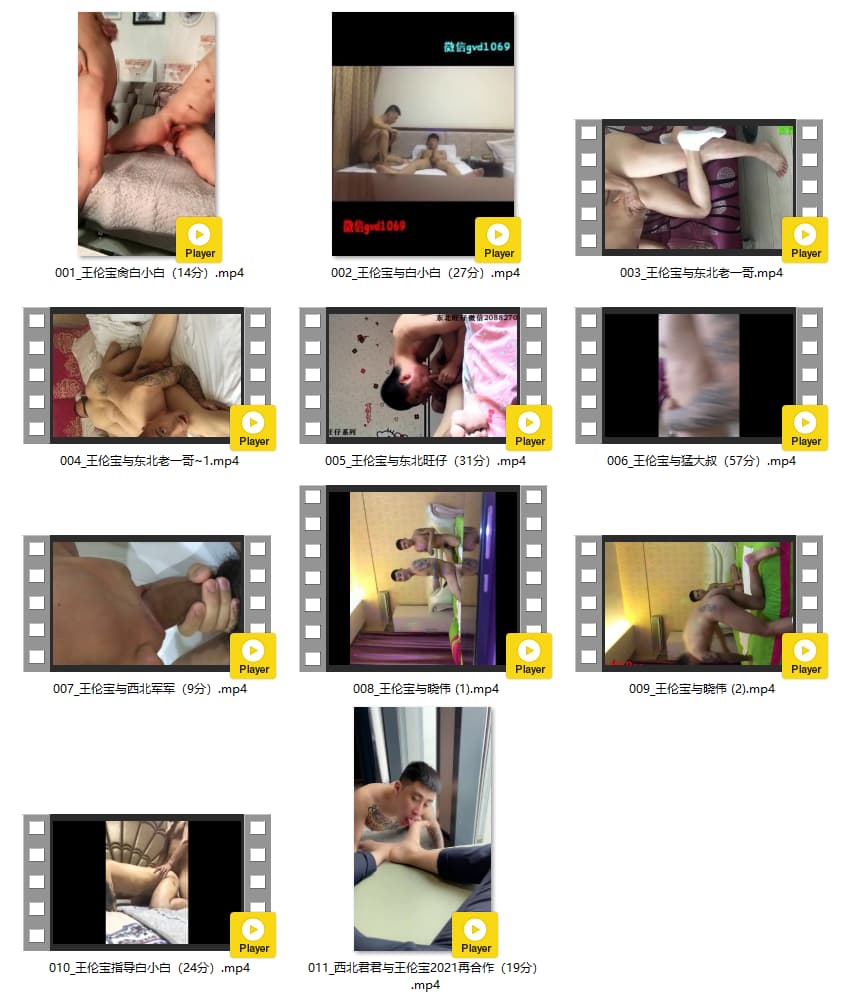 微信gvd1069
微信gvd1069
Player
001_王伦宝肏白小白（14分）.mp4
Player
002_王伦宝与白小白（27分）.mp4
Player
003_王伦宝与东北老一哥.mp4
Player
004_王伦宝与东北老一哥~1.mp4
东北旺仔微信2088270
旺仔系列
Player
005_王伦宝与东北旺仔（31分）.mp4
Player
006_王伦宝与猛大叔（57分）.mp4
Player
007_王伦宝与西北军军（9分）.mp4
Player
008_王伦宝与晓伟 (1).mp4
Player
009_王伦宝与晓伟 (2).mp4
Player
010_王伦宝指导白小白（24分）.mp4
Player
011_西北君君与王伦宝2021再合作（19分）
.mp4